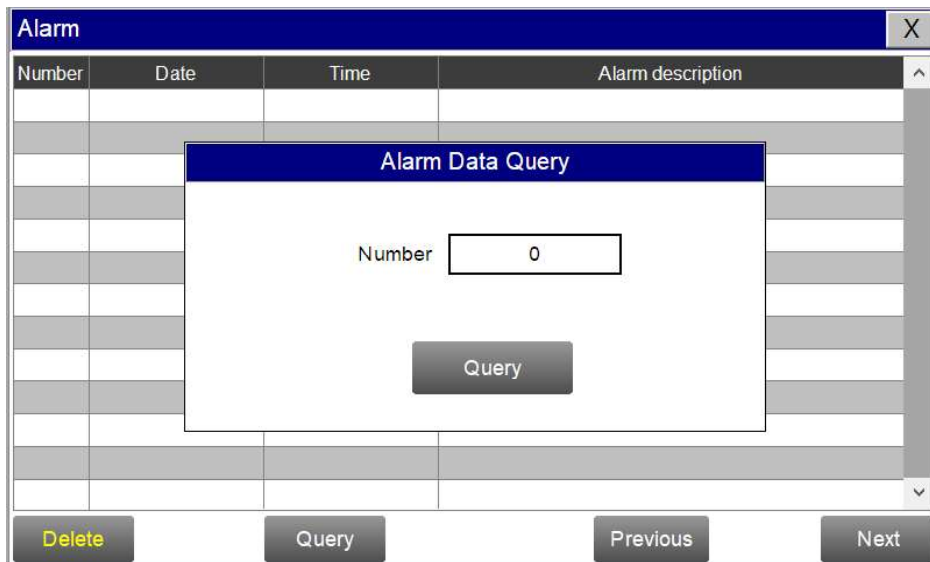 Alarm X
Number Date Time Alarm description
Alarm Data Query
Number 0
Query
Delete Query Previous Next